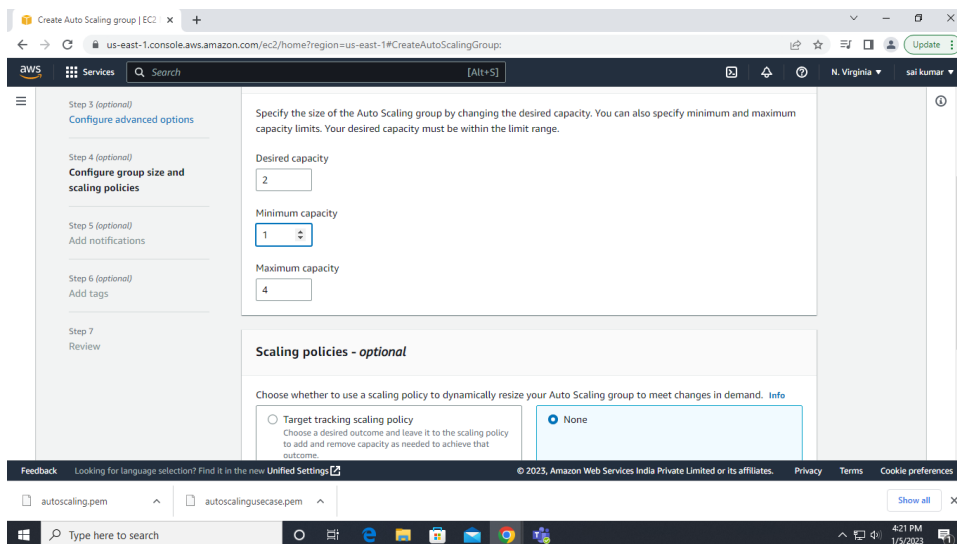 Create Auto Scaling group | EC2
us-east-1.console.aws.amazon.com/ec2/home?region=us-east-1#CreateAutoScalingGroup:
Update
aws
Services
Search
[Alt+S]
N. Virginia
sai kumar
Step 3 (optional)
Configure advanced options
Step 4 (optional)
Configure group size and
scaling policies
Step 5 (optional)
Add notifications
Step 6 (optional)
Add tags
Step 7
Review
Specify the size of the Auto Scaling group by changing the desired capacity. You can also specify minimum and maximum
capacity limits. Your desired capacity must be within the limit range.
Desired capacity
2
Minimum capacity
1
Maximum capacity
4
Scaling policies - optional
Choose whether to use a scaling policy to dynamically resize your Auto Scaling group to meet changes in demand. Info
Target tracking scaling policy
Choose a desired outcome and leave it to the scaling policy
to add and remove capacity as needed to achieve that
outcome.
None
Feedback
Looking for language selection? Find it in the new Unified Settings
© 2023, Amazon Web Services India Private Limited or its affiliates.
Privacy
Terms
Cookie preferences
autoscaling.pem
autoscalingusecase.pem
Show all
Type here to search
4:21 PM
1/5/2023